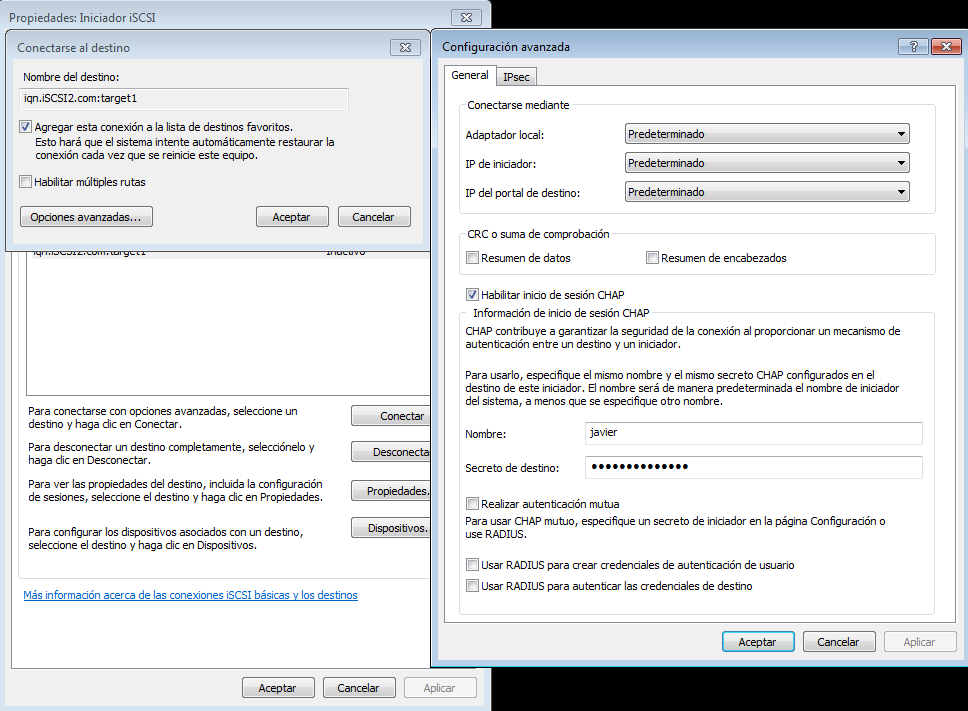 Propiedades: Iniciador iSCSI
Conectarse al destino
Nombre del destino:
iqn.iSCSI2.com:target1
Agregar esta conexión a la lista de destinos favoritos.
Esto hará que el sistema intente automáticamente restaurar la
conexión cada vez que se reinicie este equipo.
Habilitar múltiples rutas
Opciones avanzadas...
Aceptar
Cancelar
iqn.iSCSI2.com:target1
Inactivo
Para conectarse con opciones avanzadas, seleccione un
destino y haga clic en Conectar.
Conectar
Para desconectar un destino completamente, selecciónelo y
haga clic en Desconectar.
Desconecta
Para ver las propiedades del destino, incluida la configuración
de sesiones, seleccione el destino y haga clic en Propiedades.
Propiedades.
Para configurar los dispositivos asociados con un destino,
seleccione el destino y haga clic en Dispositivos.
Dispositivos.
Más información acerca de las conexiones iSCSI básicas y los destinos
Aceptar
Cancelar
Aplicar
Configuración avanzada
General
IPsec
Conectarse mediante
Adaptador local:
Predeterminado
IP de iniciador:
Predeterminado
IP del portal de destino:
Predeterminado
CRC o suma de comprobación
Resumen de datos
Resumen de encabezados
Habilitar inicio de sesión CHAP
Información de inicio de sesión CHAP
CHAP contribuye a garantizar la seguridad de la conexión al proporcionar un mecanismo de
autenticación entre un destino y un iniciador.
Para usarlo, especifique el mismo nombre y el mismo secreto CHAP configurados en el
destino de este iniciador. El nombre será de manera predeterminada el nombre de iniciador
del sistema, a menos que se especifique otro nombre.
Nombre:
javier
Secreto de destino:
●●●●●●●●●●●●●●
Realizar autenticación mutua
Para usar CHAP mutuo, especifique un secreto de iniciador en la página Configuración o
use RADIUS.
Usar RADIUS para crear credenciales de autenticación de usuario
Usar RADIUS para autenticar las credenciales de destino
Aceptar
Cancelar
Aplicar